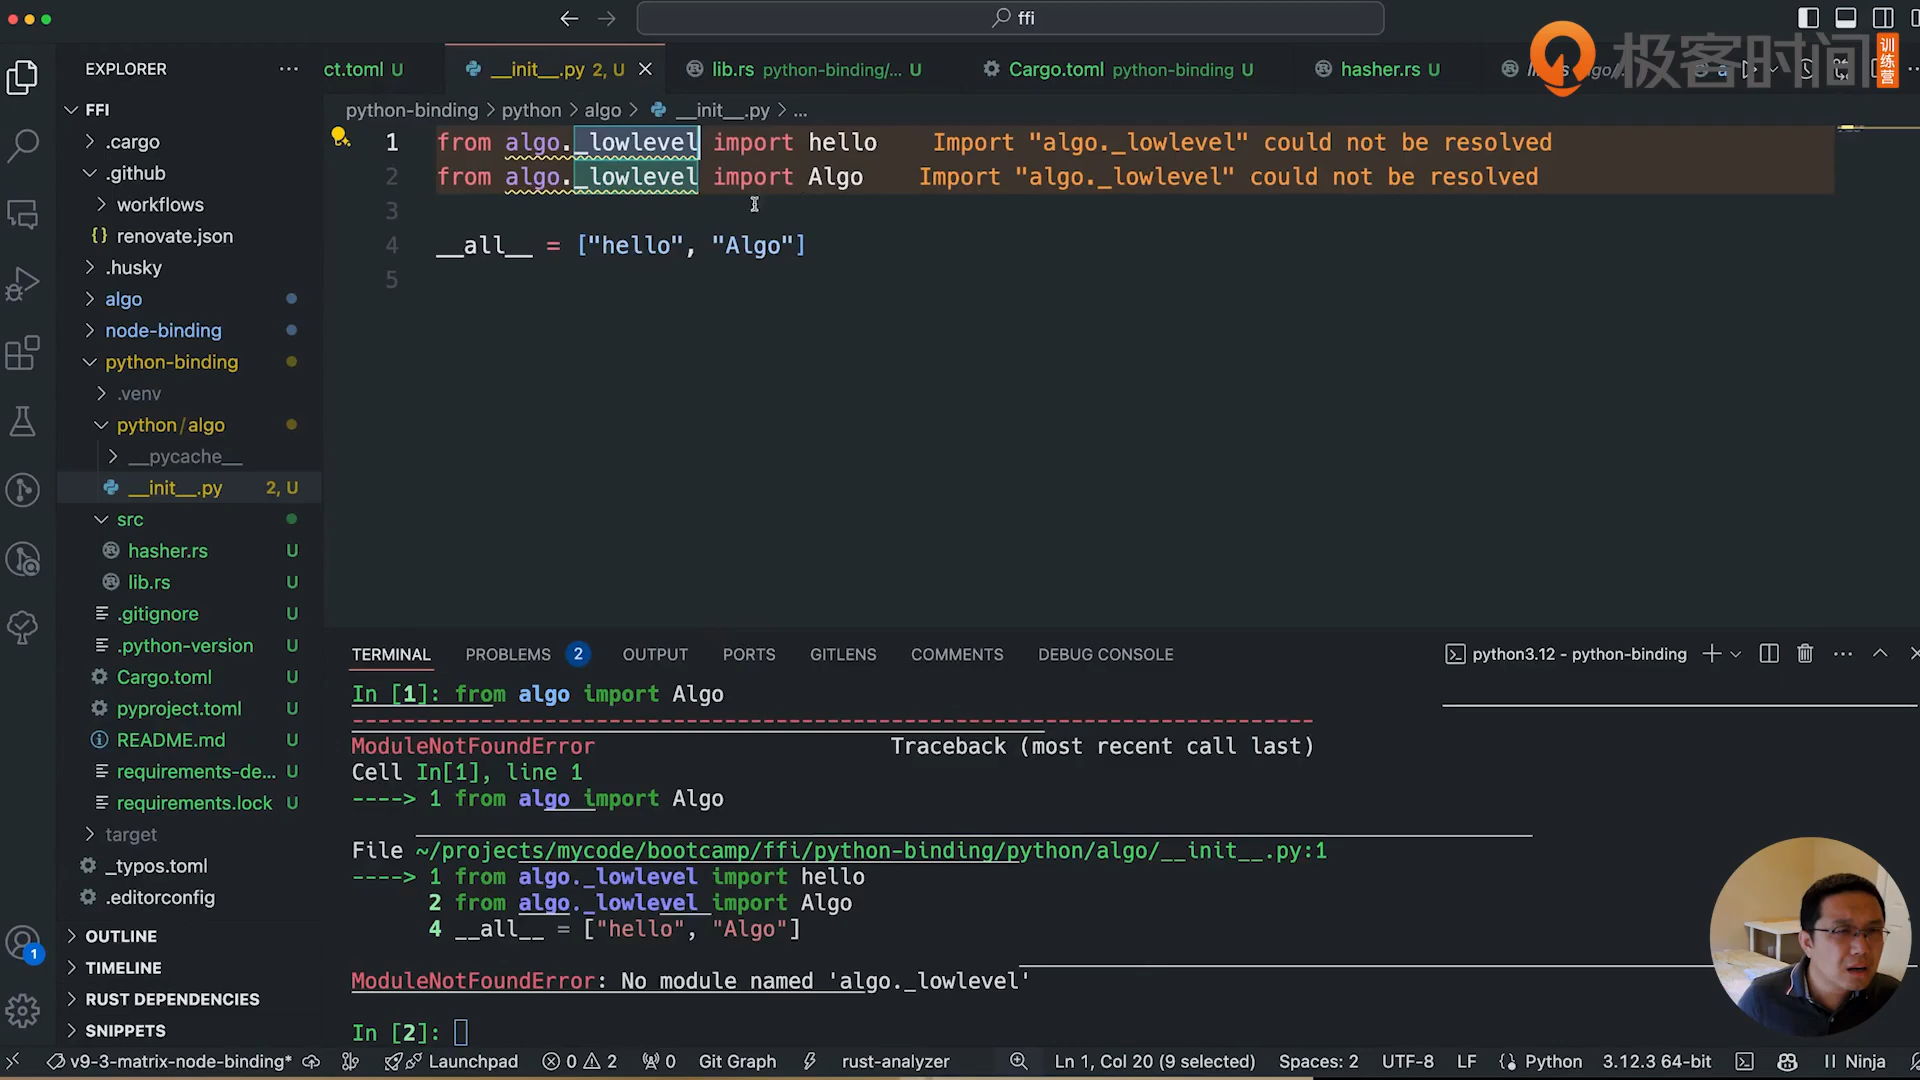 ffi
极客时间 训练营
EXPLORER
ct.toml U
__init__.py 2, U
lib.rs python-binding/... U
Cargo.toml python-binding U
hasher.rs U
FFI
python-binding > python > algo > __init__.py > ...
.cargo
.github
workflows
renovate.json
.husky
algo
node-binding
python-binding
.venv
python/algo
__pycache__
__init__.py 2, U
src
hasher.rs U
lib.rs U
.gitignore U
.python-version U
Cargo.toml U
pyproject.toml U
README.md U
requirements-de... U
requirements.lock U
target
_typos.toml
.editorconfig
OUTLINE
TIMELINE
RUST DEPENDENCIES
SNIPPETS
1 from algo._lowlevel import hello Import "algo._lowlevel" could not be resolved
2 from algo._lowlevel import Algo Import "algo._lowlevel" could not be resolved
3
4 __all__ = ["hello", "Algo"]
5
TERMINAL PROBLEMS 2 OUTPUT PORTS GITLENS COMMENTS DEBUG CONSOLE
python3.12 - python-binding
In [1]: from algo import Algo
---------------------------------------------------------------------------
ModuleNotFoundError Traceback (most recent call last)
Cell In[1], line 1
----> 1 from algo import Algo
File ~/projects/mycode/bootcamp/ffi/python-binding/python/algo/__init__.py:1
----> 1 from algo._lowlevel import hello
2 from algo._lowlevel import Algo
4 __all__ = ["hello", "Algo"]
ModuleNotFoundError: No module named 'algo._lowlevel'
In [2]:
1
v9-3-matrix-node-binding* Launchpad 0 2 0 Git Graph rust-analyzer Ln 1, Col 20 (9 selected) Spaces: 2 UTF-8 LF Python 3.12.3 64-bit Ninja